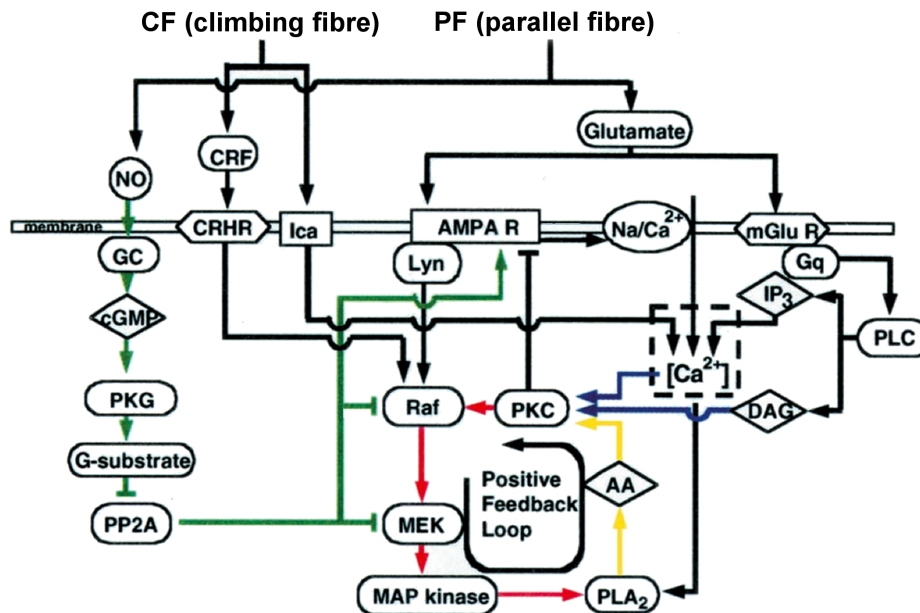 CF (climbing fibre)
PF (parallel fibre)
Glutamate
CRF
NO
membrane
CRHR
Ica
AMPA R
Na/Ca2+
mGlu R
GC
Lyn
Gq
cGMP
IP3
PLC
[Ca2+]
PKG
Raf
PKC
DAG
G-substrate
Positive
Feedback
Loop
AA
PP2A
MEK
MAP kinase
PLA2